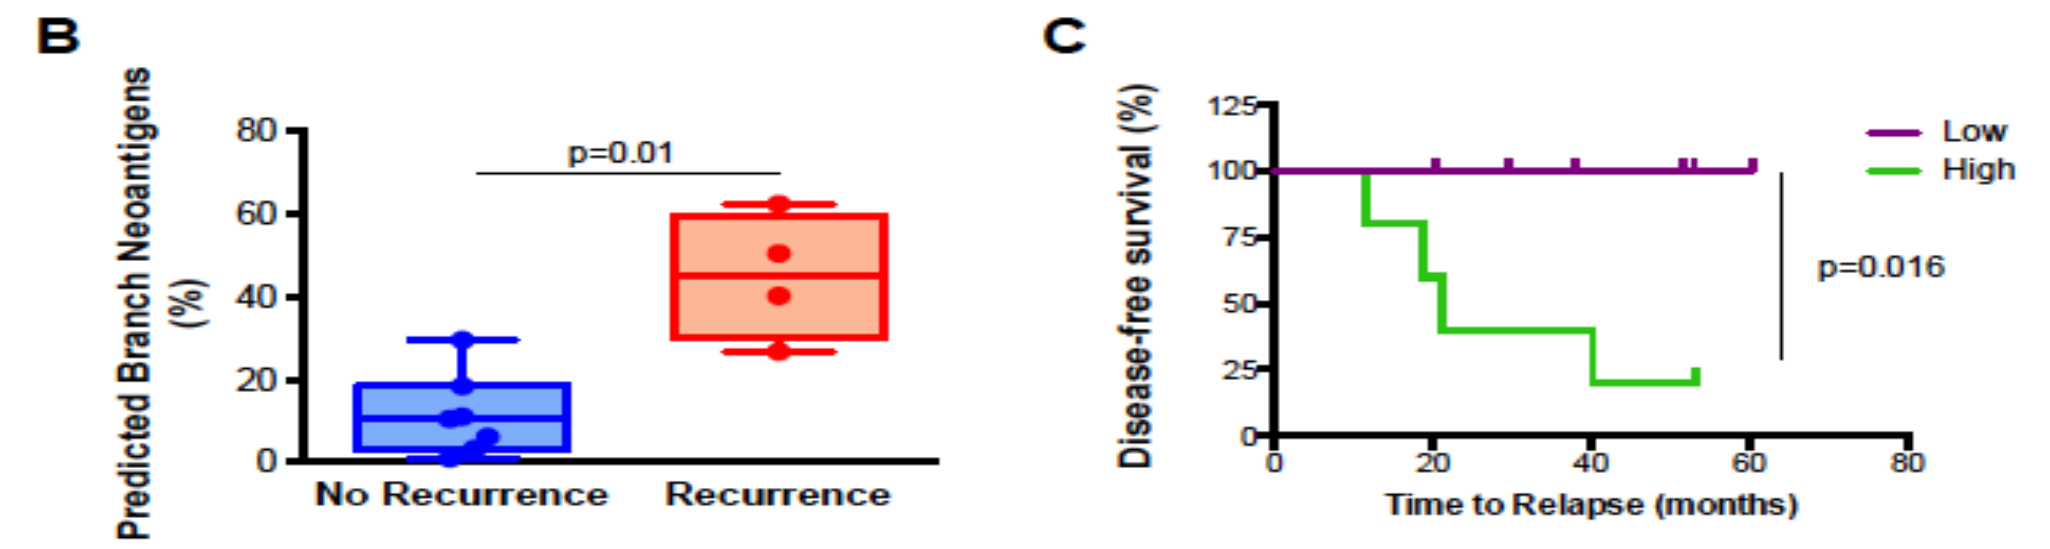 B
Predicted Branch Neoantigens
(%)
80
60
40
20
0
p=0.01
No Recurrence
Recurrence
C
Disease-free survival (%)
125
100
75
50
25
0
0 20 40 60 80
Time to Relapse (months)
Low
High
p=0.016